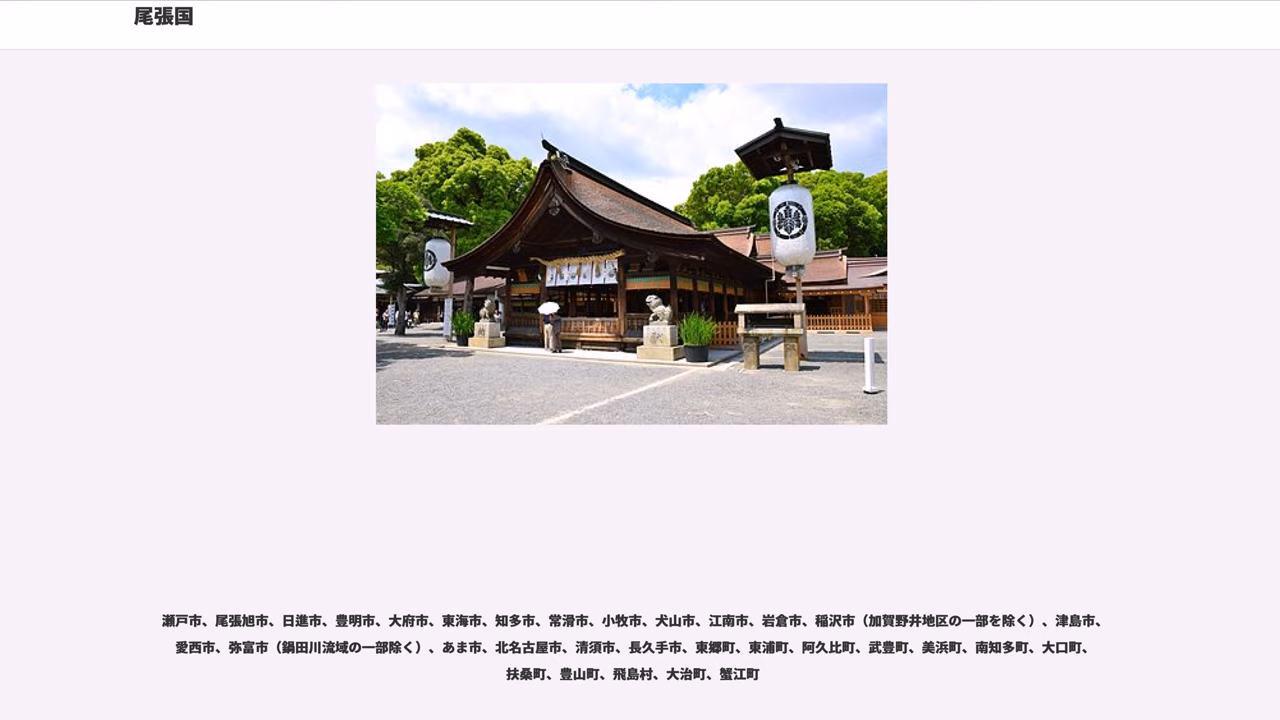 尾張国
瀬戸市、尾張旭市、日進市、豊明市、大府市、東海市、知多市、常滑市、小牧市、犬山市、江南市、岩倉市、稲沢市（加賀野井地区の一部を除く）、津島市、
愛西市、弥富市（鍋田川流域の一部除く）、あま市、北名古屋市、清須市、長久手市、東郷町、東浦町、阿久比町、武豊町、美浜町、南知多町、大口町、
扶桑町、豊山町、飛島村、大治町、蟹江町